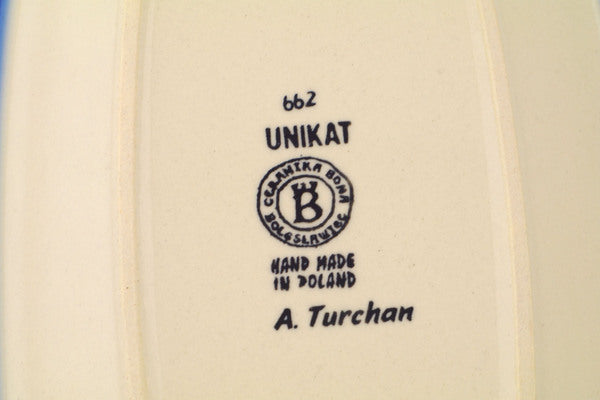 662
UNIKAT
CERAMIKA BONA
B
BOLESŁAWIEC
HAND MADE
IN POLAND
A. Turchan